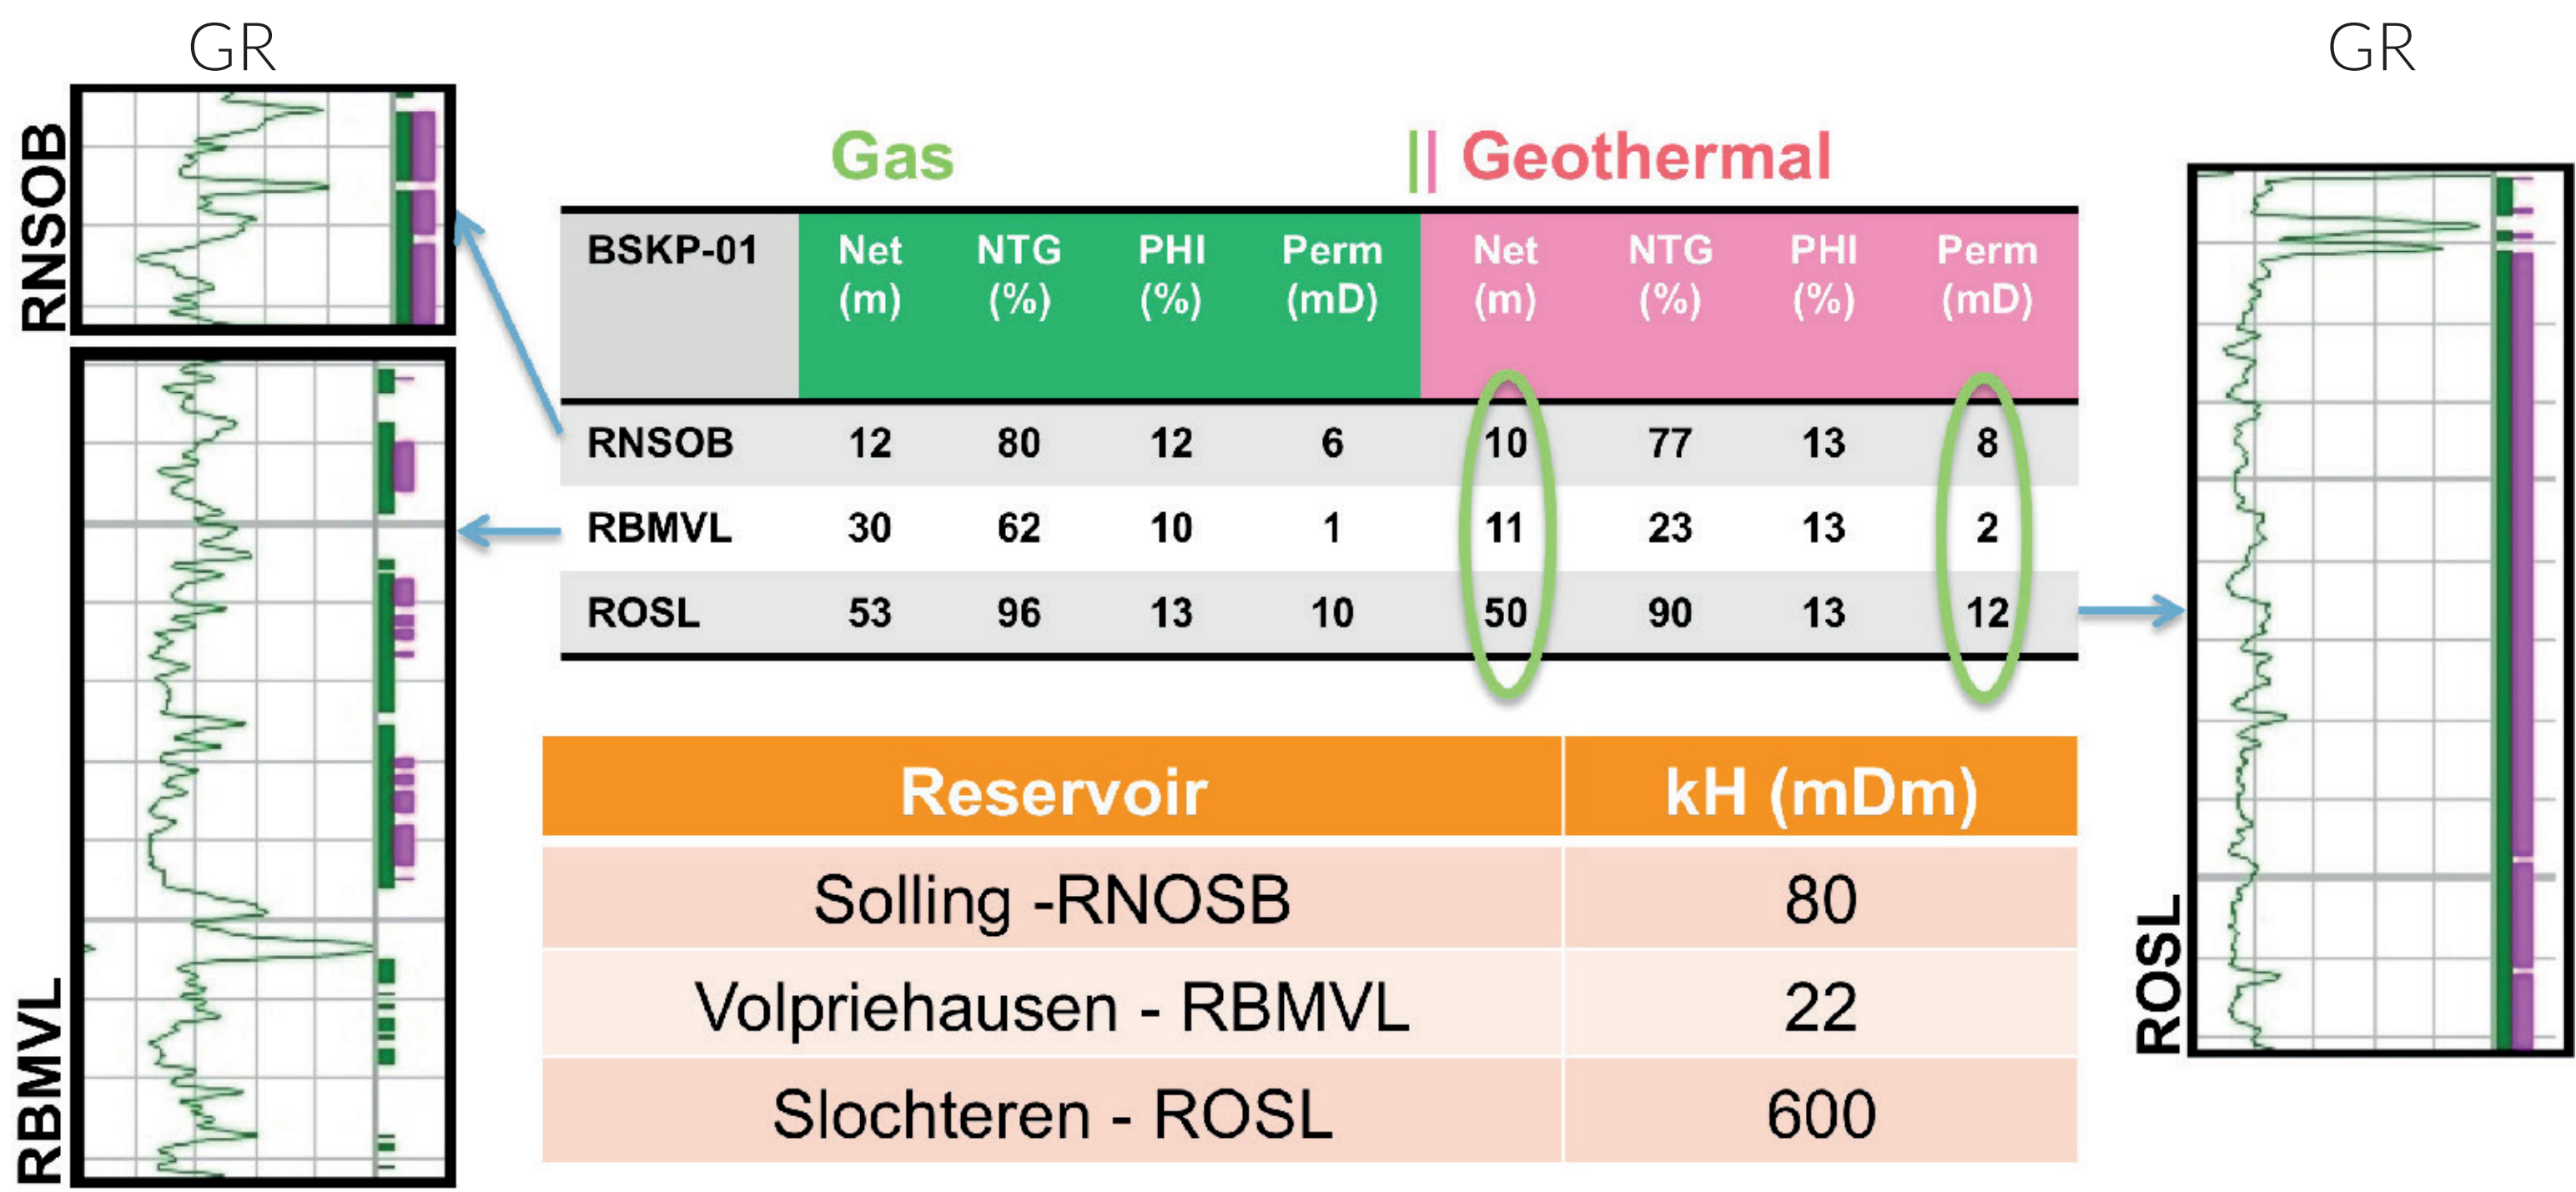 GR
GR
RNSOB
RBMVL
Gas || Geothermal
BSKP-01 Net (m) NTG (%) PHI (%) Perm (mD) Net (m) NTG (%) PHI (%) Perm (mD)
RNSOB 12 80 12 6 10 77 13 8
RBMVL 30 62 10 1 11 23 13 2
ROSL 53 96 13 10 50 90 13 12
Reservoir kH (mDm)
Solling -RNOSB 80
Volpriehausen - RBMVL 22
Slochteren - ROSL 600
ROSL